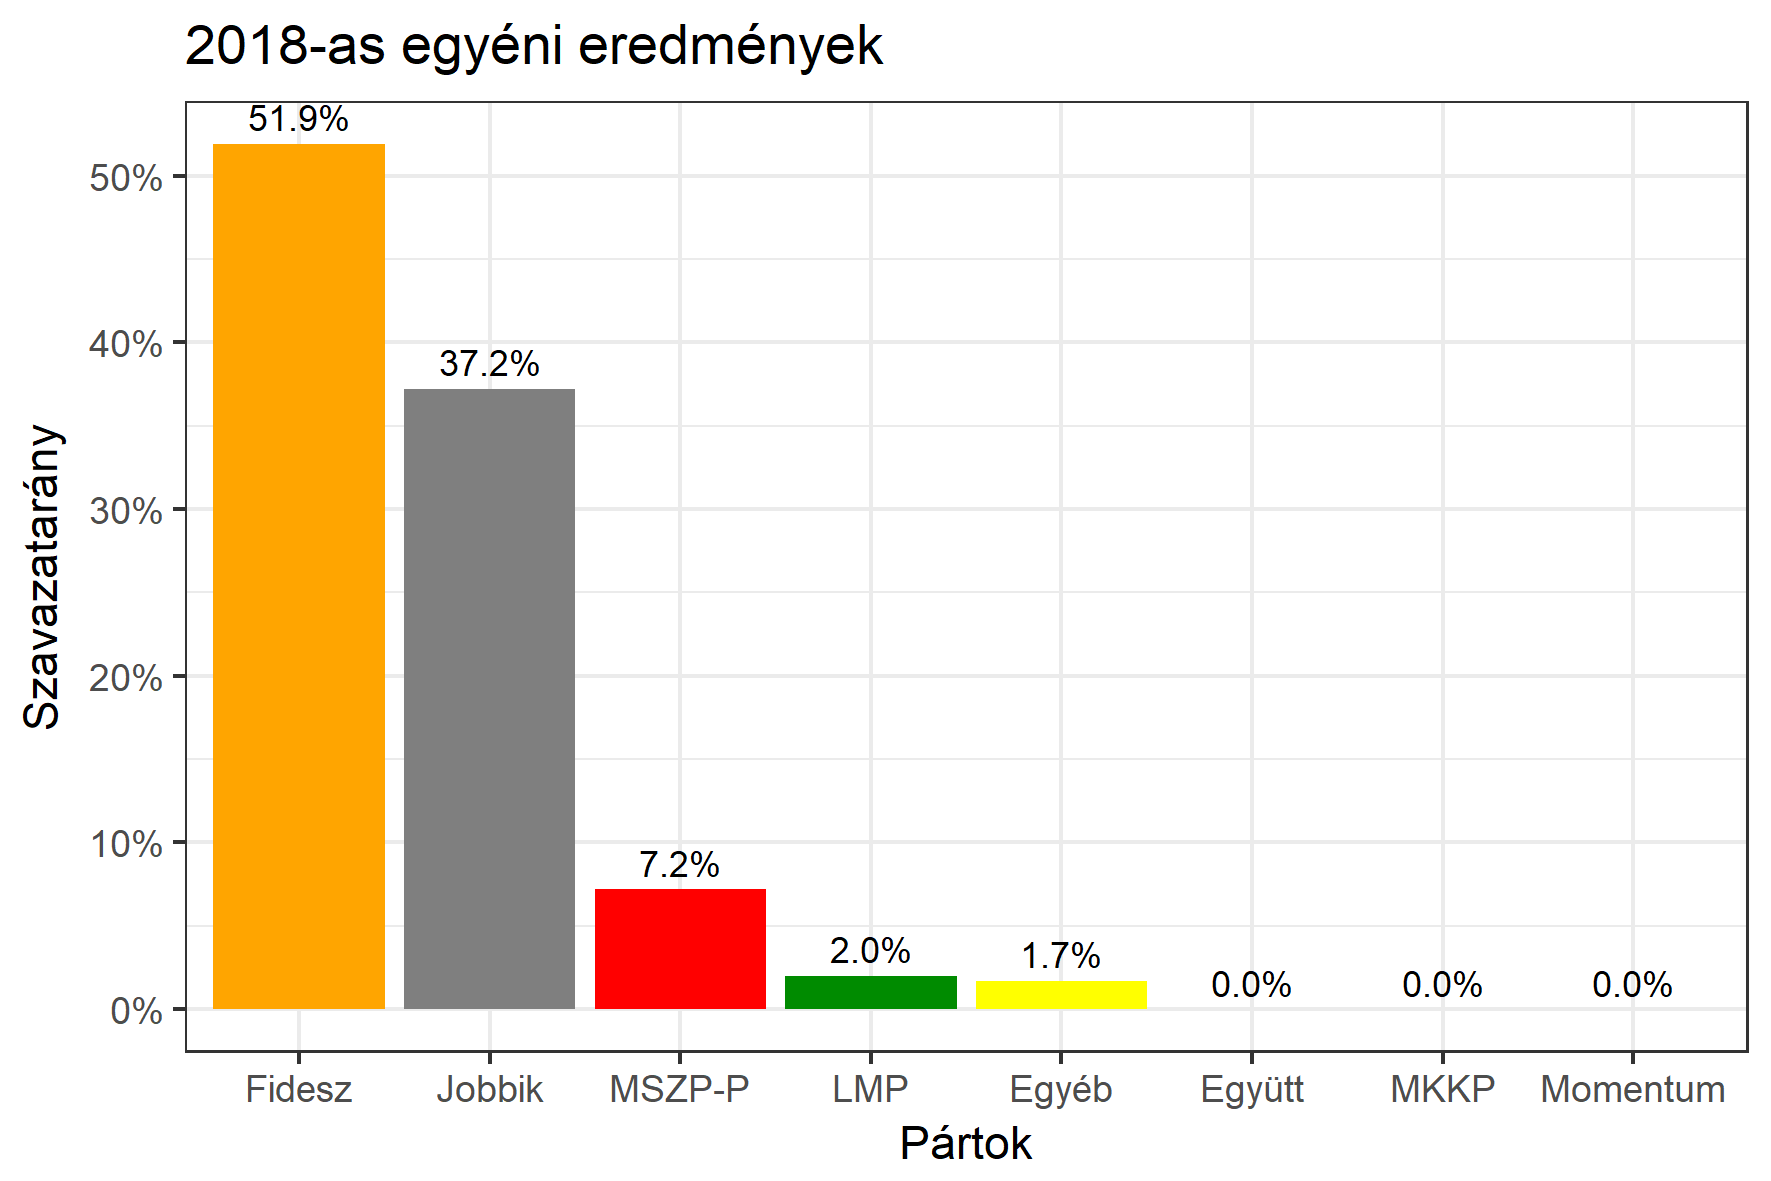 2018-as egyéni eredmények
Szavazatarány
50%
40%
30%
20%
10%
0%
51.9%
37.2%
7.2%
2.0%
1.7%
0.0%
0.0%
0.0%
Fidesz
Jobbik
MSZP-P
LMP
Egyéb
Együtt
MKKP
Momentum
Pártok